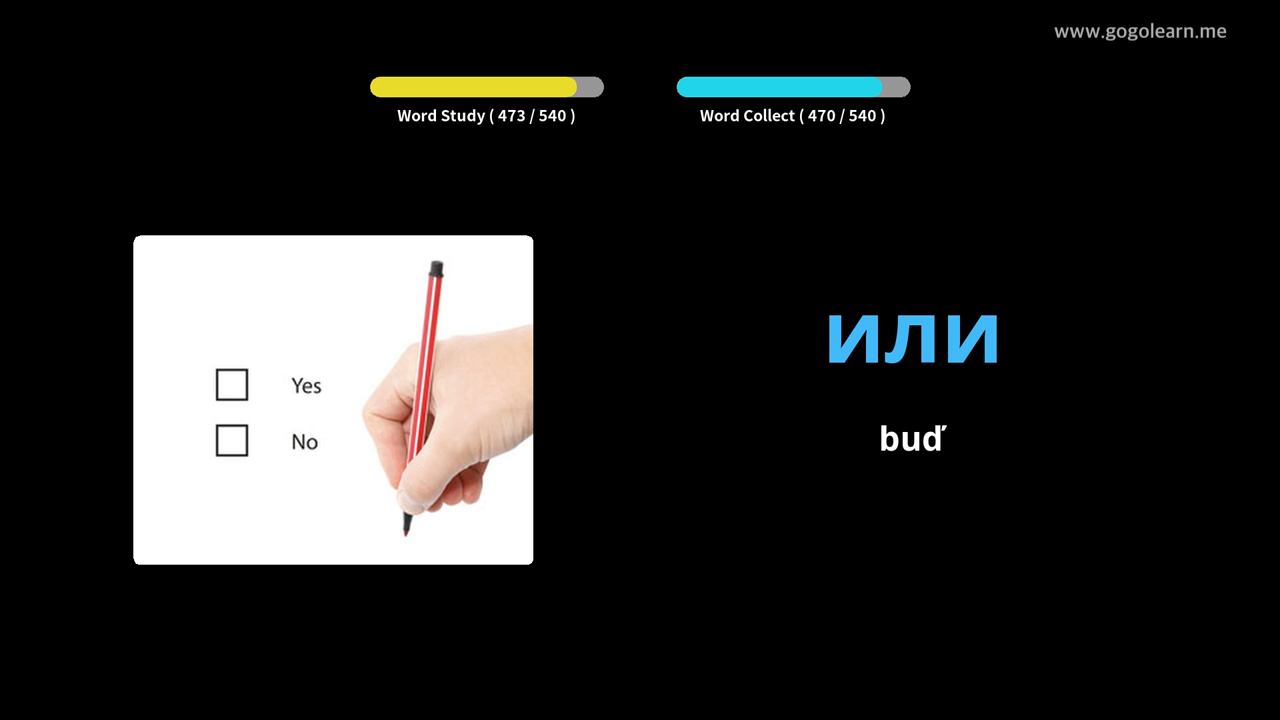 www.gogolearn.me
Word Study ( 473 / 540 )
Word Collect ( 470 / 540 )
Yes
No
или
buď